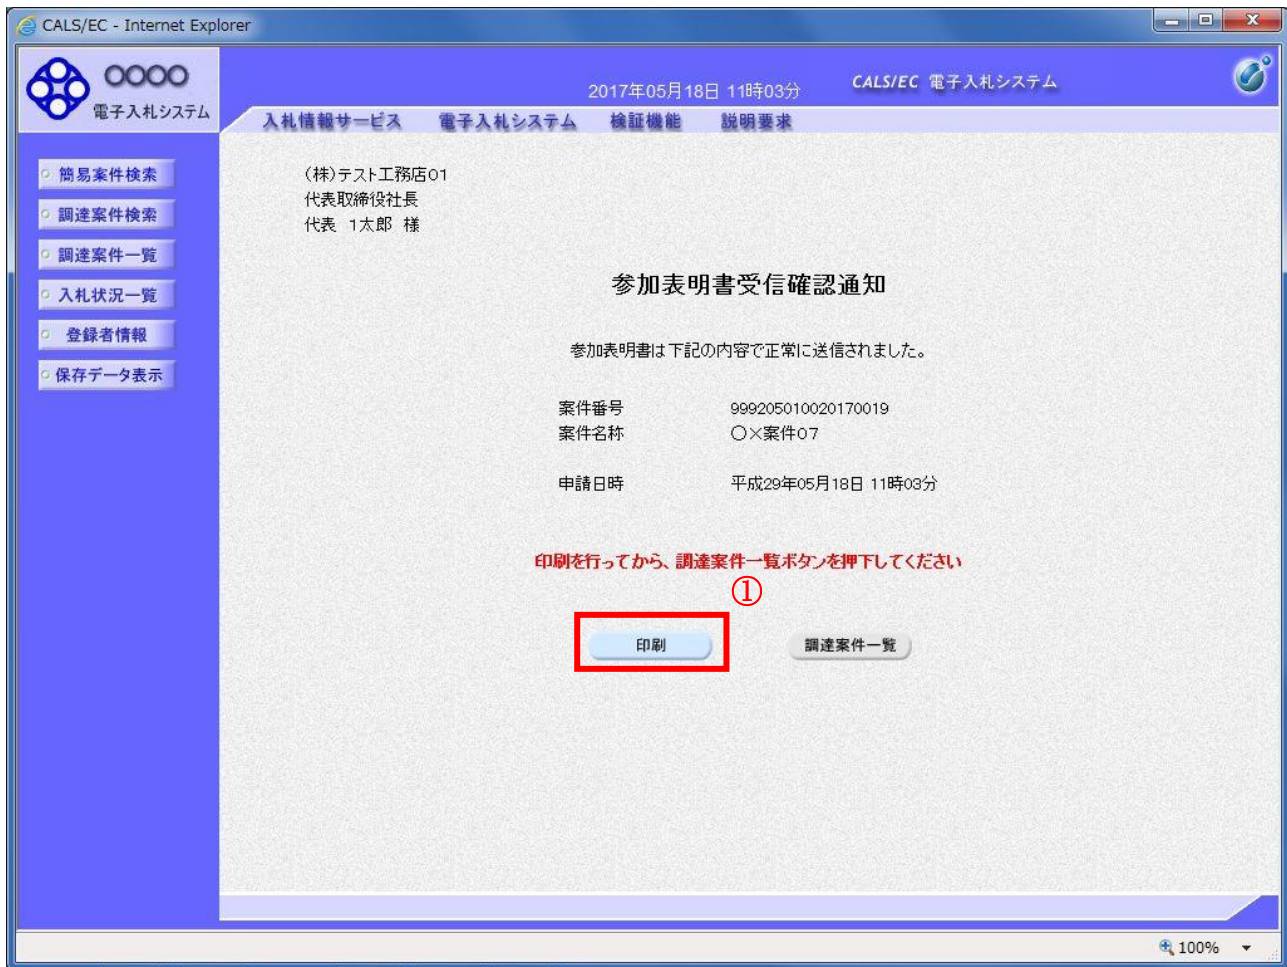 CALS/EC - Internet Explorer
〇〇〇〇
電子入札システム
2017年05月18日 11時03分
CALS/EC 電子入札システム
入札情報サービス 電子入札システム 検証機能 説明要求
簡易案件検索
調達案件検索
調達案件一覧
入札状況一覧
登録者情報
保存データ表示
(株)テスト工務店01
代表取締役社長
代表 1太郎 様
参加表明書受信確認通知
参加表明書は下記の内容で正常に送信されました。
案件番号 999205010020170019
案件名称 〇×案件07
申請日時 平成29年05月18日 11時03分
印刷を行ってから、調達案件一覧ボタンを押下してください
①
印刷 調達案件一覧
100%